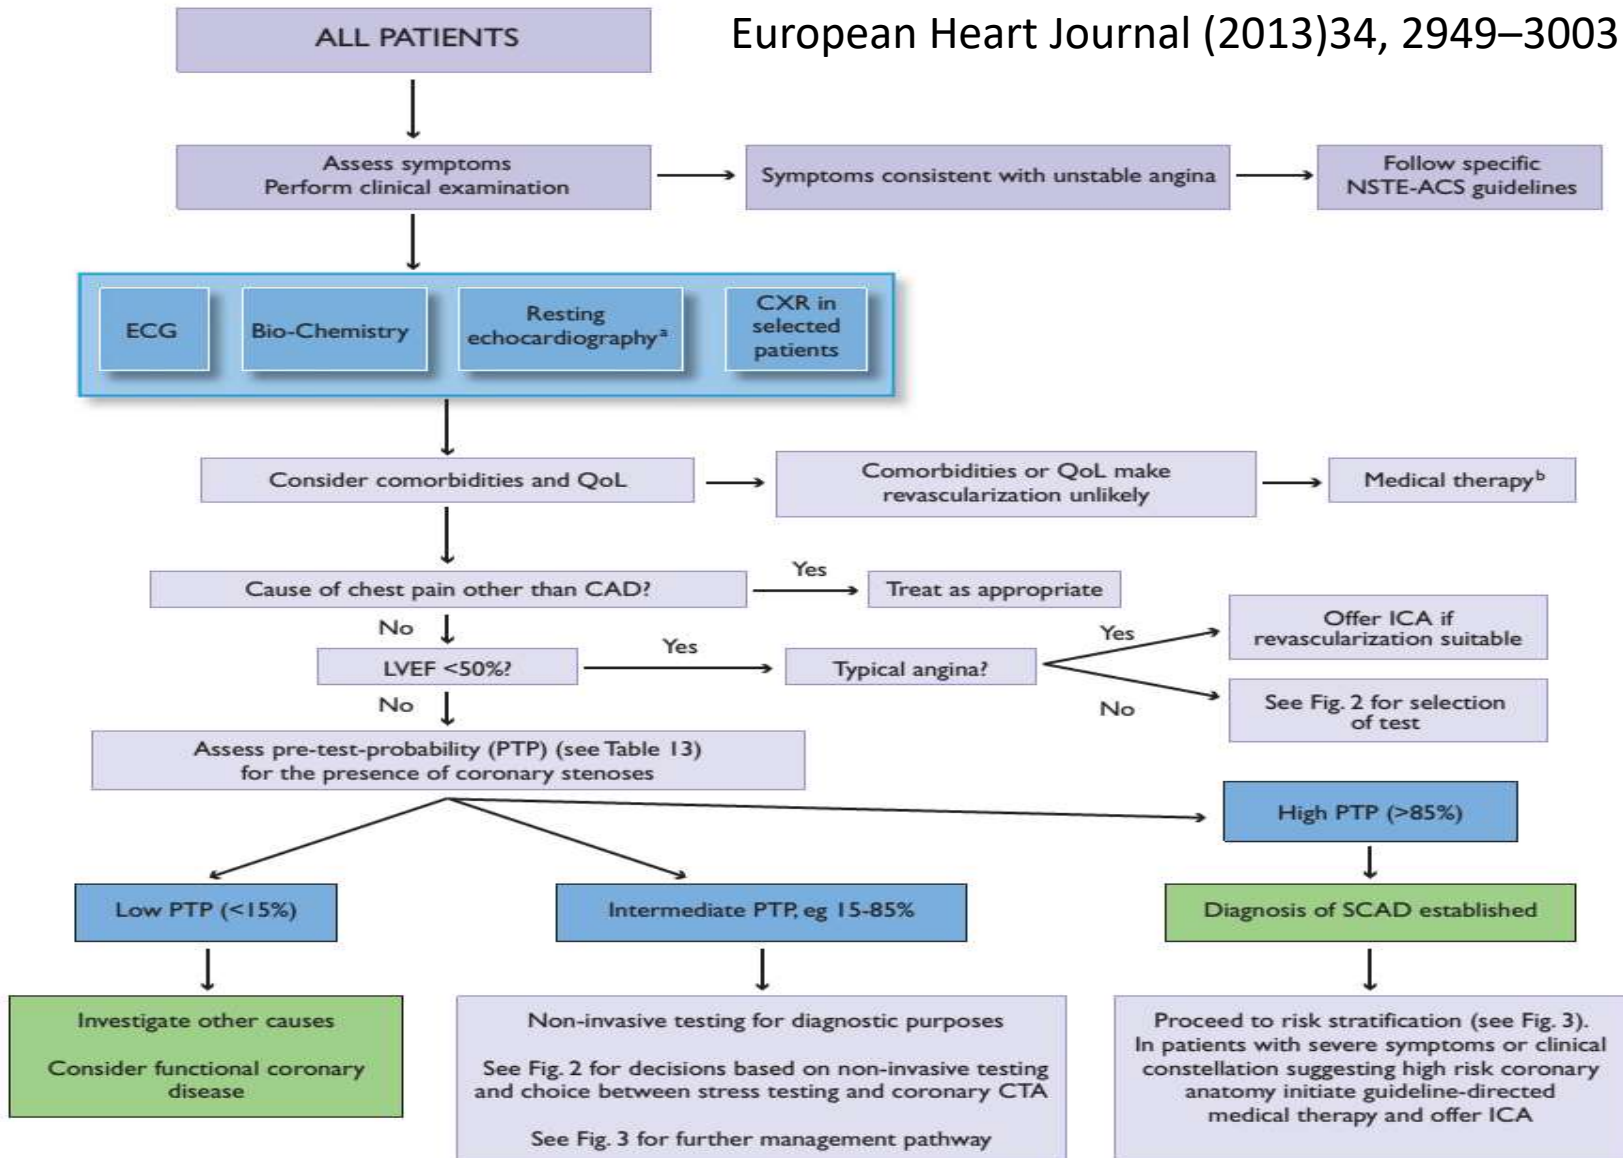 ALL PATIENTS
European Heart Journal (2013)34, 2949–3003
Assess symptoms
Perform clinical examination
Symptoms consistent with unstable angina
Follow specific
NSTE-ACS guidelines
ECG
Bio-Chemistry
Resting
echocardiographyᵃ
CXR in
selected
patients
Consider comorbidities and QoL
Comorbidities or QoL make
revascularization unlikely
Medical therapyᵇ
Cause of chest pain other than CAD?
Yes
Treat as appropriate
No
LVEF <50%?
Yes
Typical angina?
Yes
Offer ICA if
revascularization suitable
No
See Fig. 2 for selection
of test
No
Assess pre-test-probability (PTP) (see Table 13)
for the presence of coronary stenoses
High PTP (>85%)
Low PTP (<15%)
Intermediate PTP, eg 15-85%
Diagnosis of SCAD established
Investigate other causes
Consider functional coronary
disease
Non-invasive testing for diagnostic purposes
See Fig. 2 for decisions based on non-invasive testing
and choice between stress testing and coronary CTA
See Fig. 3 for further management pathway
Proceed to risk stratification (see Fig. 3).
In patients with severe symptoms or clinical
constellation suggesting high risk coronary
anatomy initiate guideline-directed
medical therapy and offer ICA